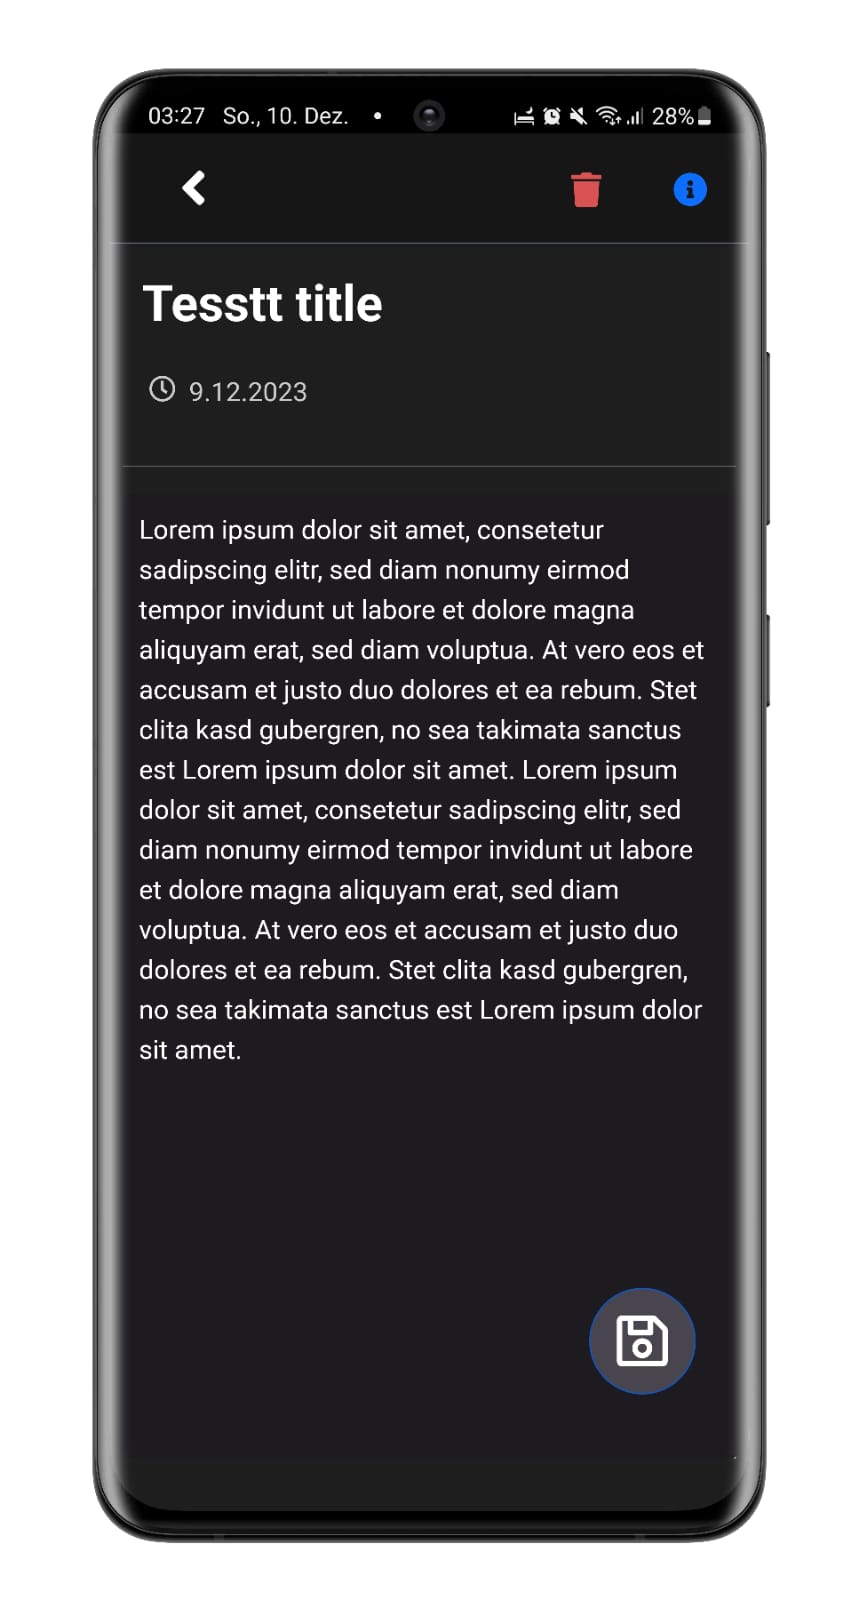 03:27 So., 10. Dez. • 28%
Tesstt title
9.12.2023
Lorem ipsum dolor sit amet, consetetur
sadipscing elitr, sed diam nonumy eirmod
tempor invidunt ut labore et dolore magna
aliquyam erat, sed diam voluptua. At vero eos et
accusam et justo duo dolores et ea rebum. Stet
clita kasd gubergren, no sea takimata sanctus
est Lorem ipsum dolor sit amet. Lorem ipsum
dolor sit amet, consetetur sadipscing elitr, sed
diam nonumy eirmod tempor invidunt ut labore
et dolore magna aliquyam erat, sed diam
voluptua. At vero eos et accusam et justo duo
dolores et ea rebum. Stet clita kasd gubergren,
no sea takimata sanctus est Lorem ipsum dolor
sit amet.